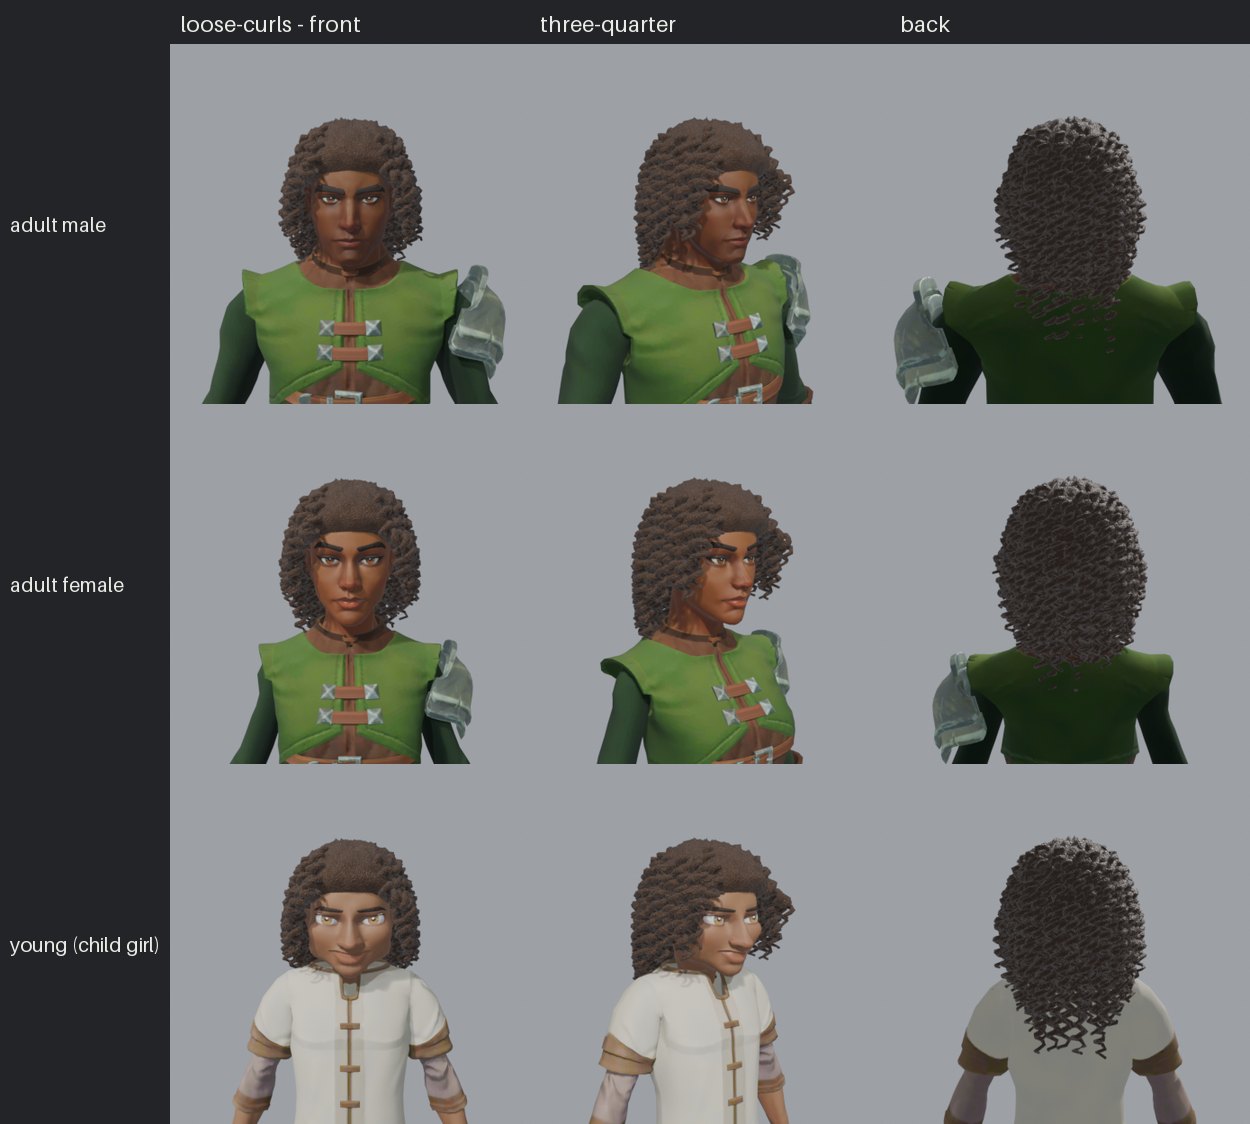 loose-curls - front
three-quarter
back
adult male
adult female
young (child girl)